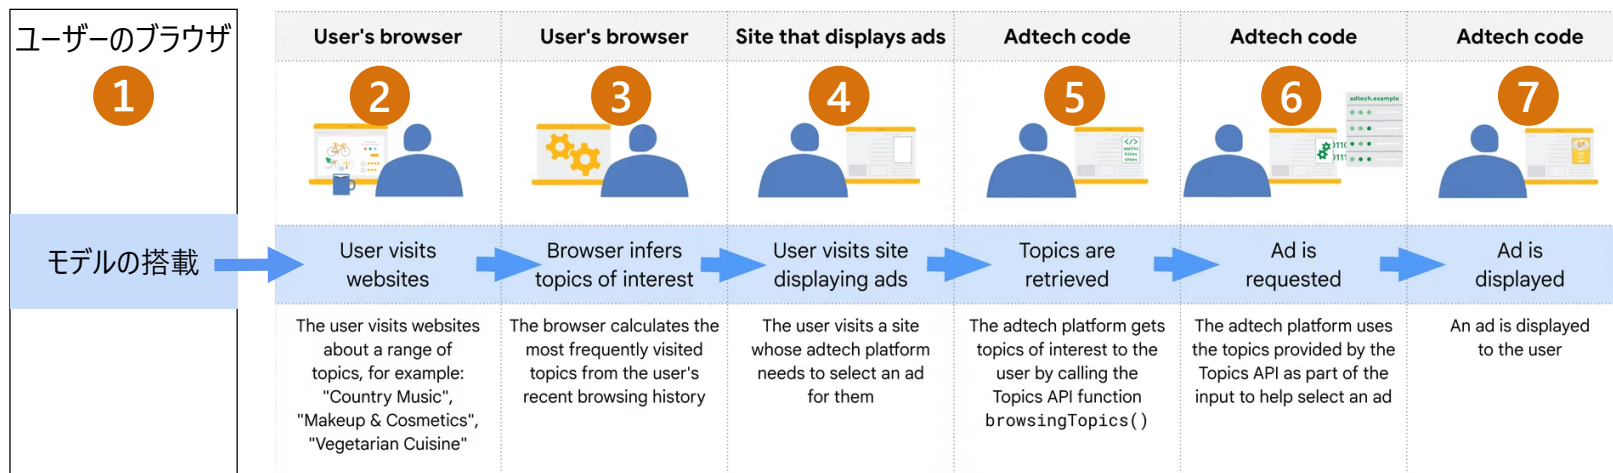 ユーザーのブラウザ
1
モデルの搭載
User's browser
2
User visits
websites
The user visits websites
about a range of
topics, for example:
"Country Music",
"Makeup & Cosmetics",
"Vegetarian Cuisine"
User's browser
3
Browser infers
topics of interest
The browser calculates the
most frequently visited
topics from the user's
recent browsing history
Site that displays ads
4
User visits site
displaying ads
The user visits a site
whose adtech platform
needs to select an ad
for them
Adtech code
5
</>
apples
bikes
shoes
Topics are
retrieved
The adtech platform gets
topics of interest to the
user by calling the
Topics API function
browsingTopics()
Adtech code
6
adtech.example
Ad is
requested
The adtech platform uses
the topics provided by the
Topics API as part of the
input to help select an ad
Adtech code
7
Ad is
displayed
An ad is displayed
to the user